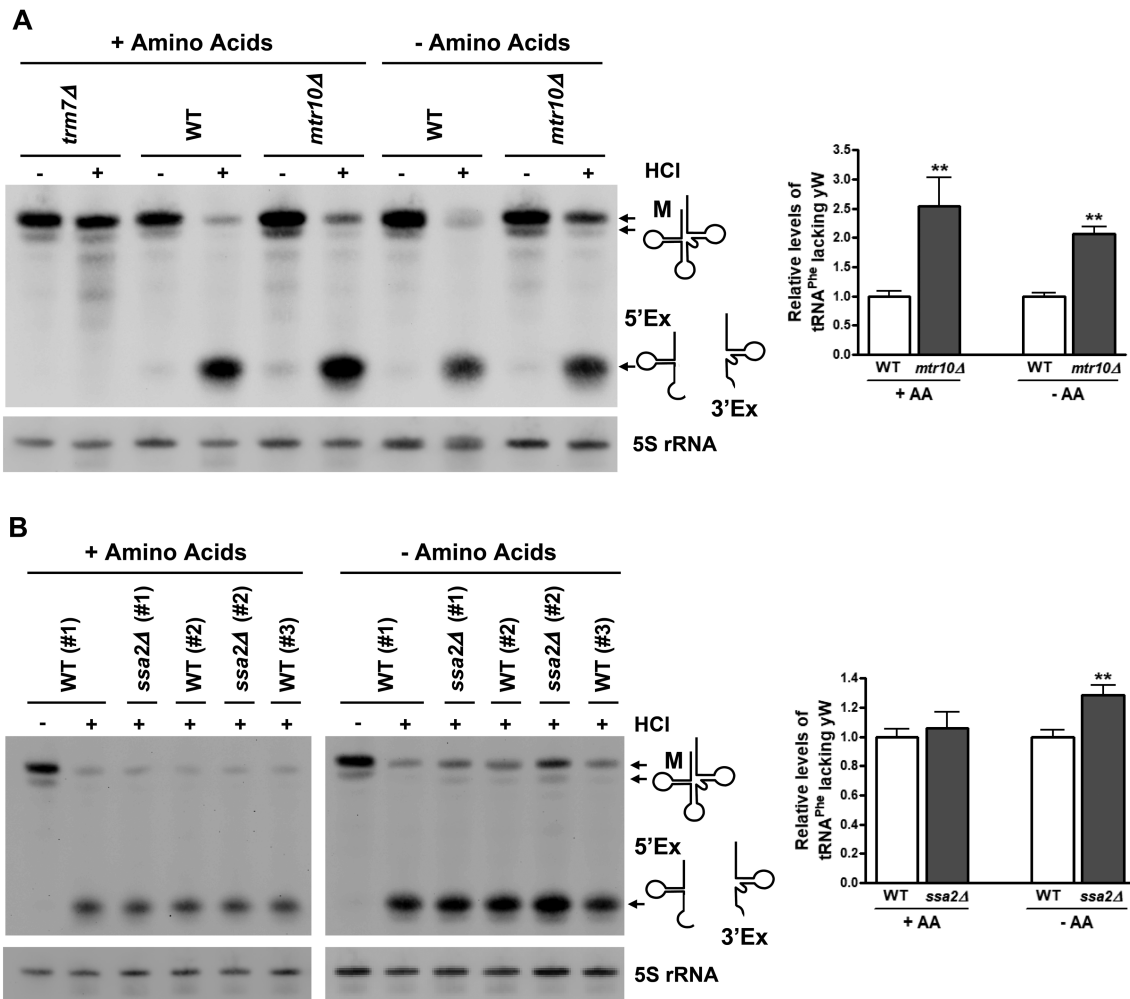 A
+ Amino Acids
- Amino Acids
trm7Δ
WT
mtr10Δ
WT
mtr10Δ
- + - + - + - + - +
HCl
M
5'Ex
3'Ex
5S rRNA
Relative levels of
tRNAPhe lacking yW
3.5
3.0
2.5
2.0
1.5
1.0
0.5
0.0
**
**
WT mtr10Δ WT mtr10Δ
+ AA - AA
B
+ Amino Acids
- Amino Acids
WT (#1)
ssa2Δ (#1)
WT (#2)
ssa2Δ (#2)
WT (#3)
WT (#1)
ssa2Δ (#1)
WT (#2)
ssa2Δ (#2)
WT (#3)
- + + + + + - + + + + +
HCl
M
5'Ex
3'Ex
5S rRNA
Relative levels of
tRNAPhe lacking yW
1.4
1.2
1.0
0.8
0.6
0.4
0.2
0.0
**
WT ssa2Δ WT ssa2Δ
+ AA - AA